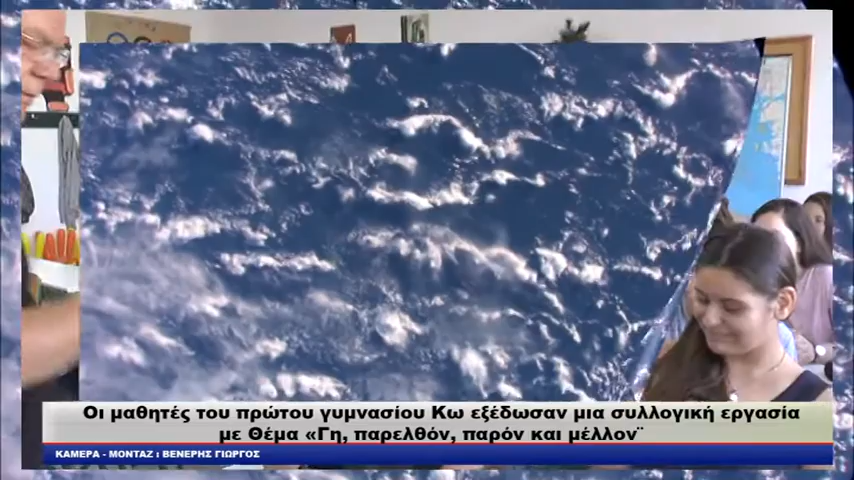 Οι μαθητές του πρώτου γυμνασίου Κω εξέδωσαν μια συλλογική εργασία
με Θέμα «Γη, παρελθόν, παρόν και μέλλον¨
ΚΑΜΕΡΑ - ΜΟΝΤΑΖ : ΒΕΝΕΡΗΣ ΓΙΩΡΓΟΣ